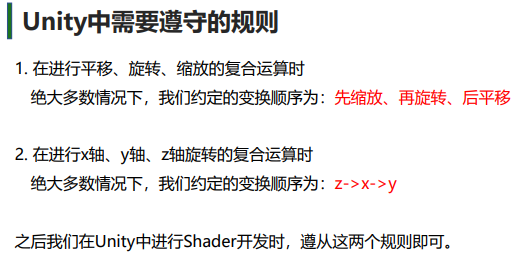 Unity中需要遵守的规则
1. 在进行平移、旋转、缩放的复合运算时
绝大多数情况下，我们约定的变换顺序为：先缩放、再旋转、后平移
2. 在进行x轴、y轴、z轴旋转的复合运算时
绝大多数情况下，我们约定的变换顺序为：z->x->y
之后我们在Unity中进行Shader开发时，遵从这两个规则即可。